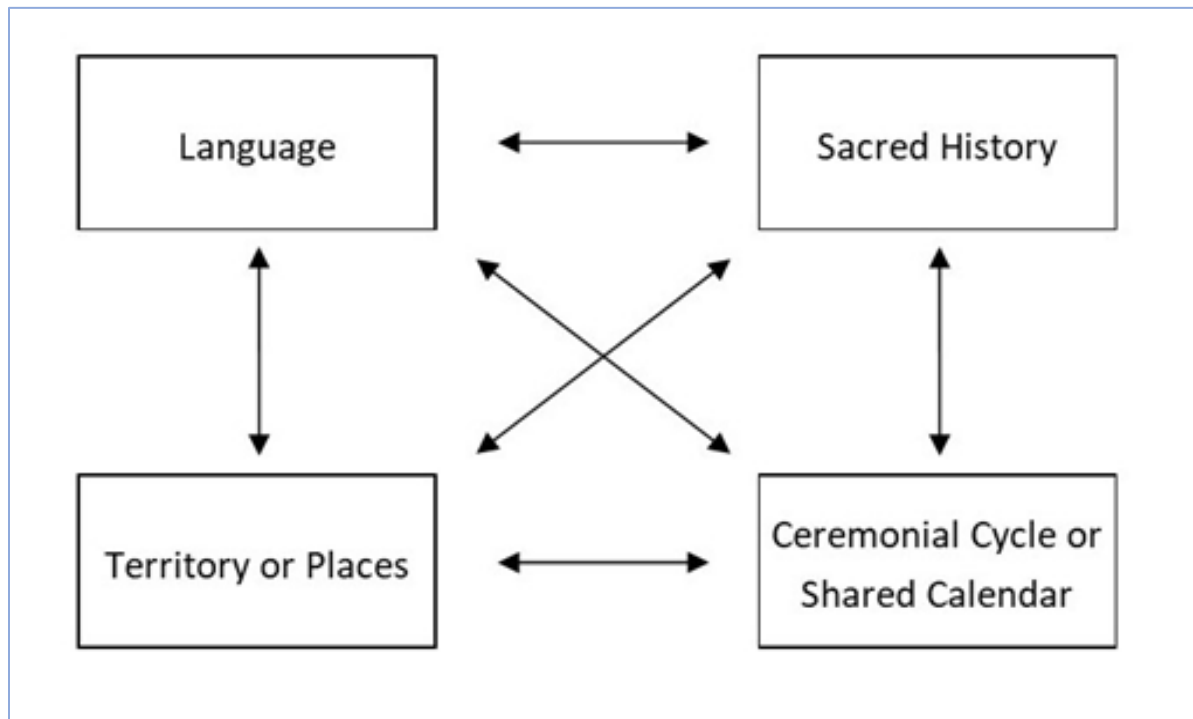 Language
Sacred History
Territory or Places
Ceremonial Cycle or
Shared Calendar